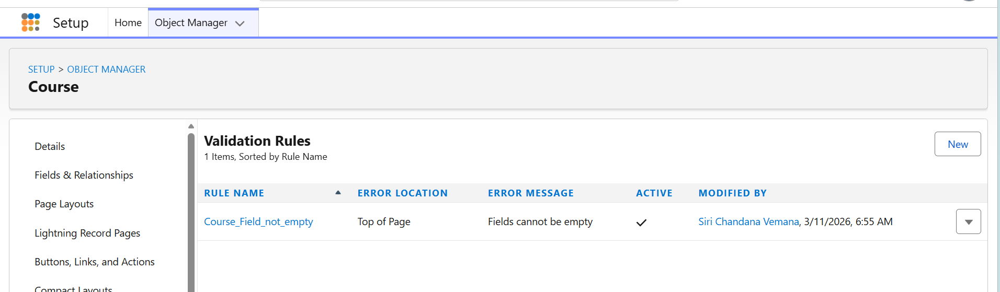 Setup
Home
Object Manager
SETUP > OBJECT MANAGER
Course
Details
Fields & Relationships
Page Layouts
Lightning Record Pages
Buttons, Links, and Actions
Compact Layouts
Validation Rules
1 Items, Sorted by Rule Name
New
RULE NAME ERROR LOCATION ERROR MESSAGE ACTIVE MODIFIED BY
Course_Field_not_empty Top of Page Fields cannot be empty Siri Chandana Vemana, 3/11/2026, 6:55 AM